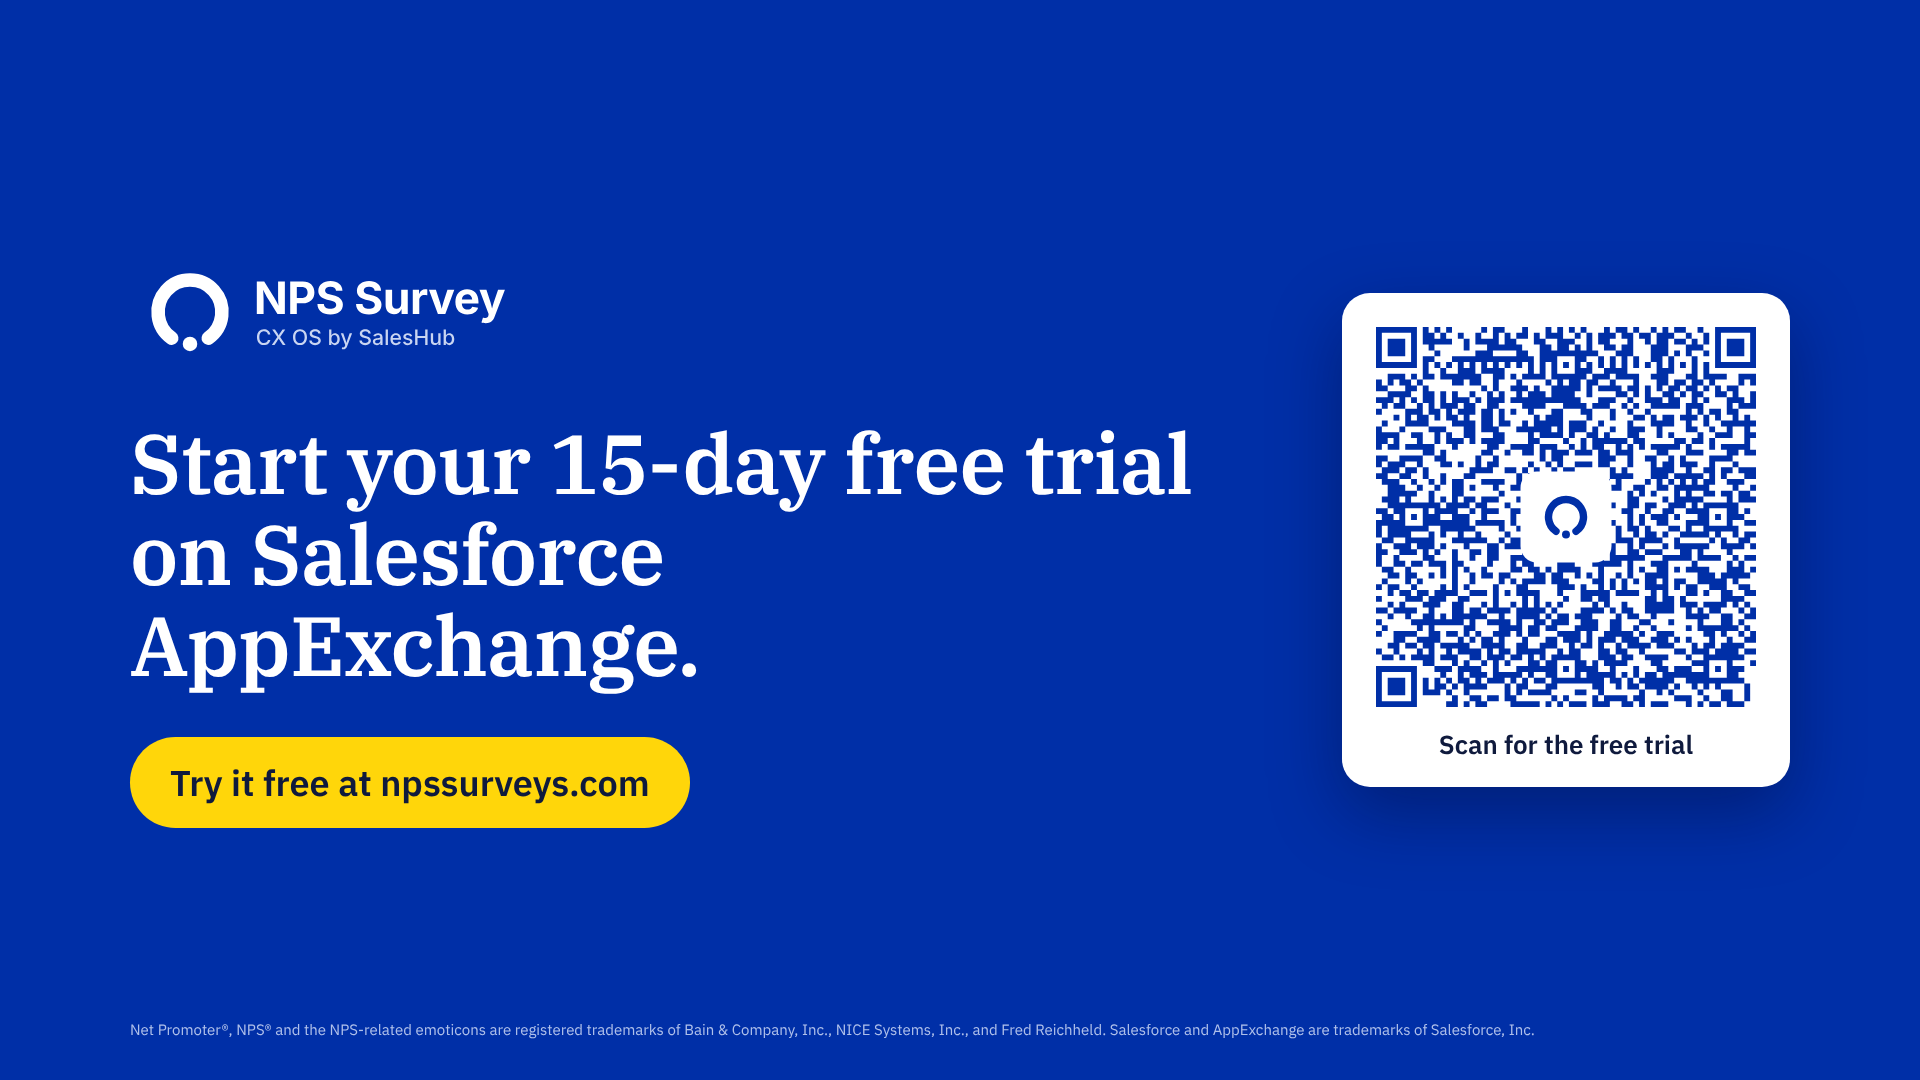 NPS Survey
CX OS by SalesHub
Start your 15-day free trial
on Salesforce
AppExchange.
Try it free at npssurveys.com
Scan for the free trial
Net Promoter®, NPS® and the NPS-related emoticons are registered trademarks of Bain & Company, Inc., NICE Systems, Inc., and Fred Reichheld. Salesforce and AppExchange are trademarks of Salesforce, Inc.